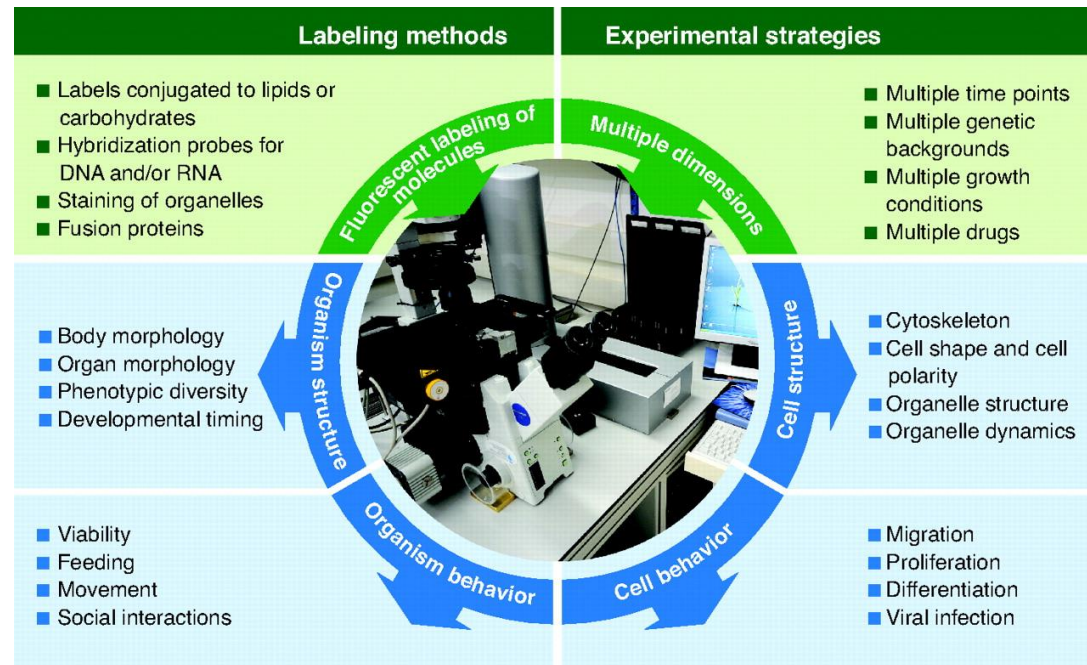 Labeling methods
Experimental strategies
■ Labels conjugated to lipids or
carbohydrates
■ Hybridization probes for
DNA and/or RNA
■ Staining of organelles
■ Fusion proteins
Fluorescent labeling of
molecules
Multiple dimensions
■ Multiple time points
■ Multiple genetic
backgrounds
■ Multiple growth
conditions
■ Multiple drugs
■ Body morphology
■ Organ morphology
■ Phenotypic diversity
■ Developmental timing
Organism structure
Cell structure
■ Cytoskeleton
■ Cell shape and cell
polarity
■ Organelle structure
■ Organelle dynamics
■ Viability
■ Feeding
■ Movement
■ Social interactions
Organism behavior
Cell behavior
■ Migration
■ Proliferation
■ Differentiation
■ Viral infection